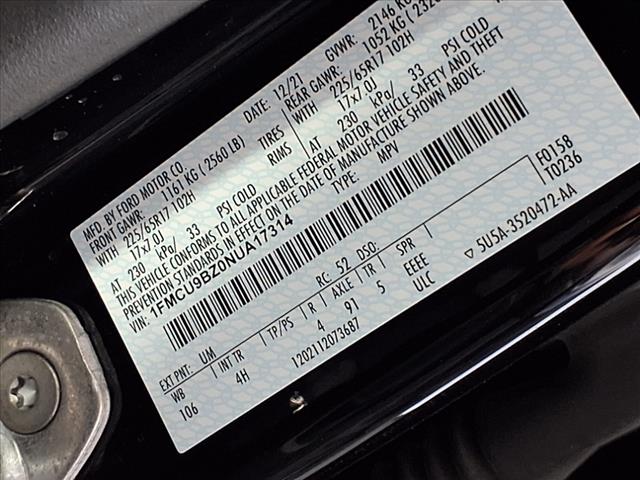 MFD. BY FORD MOTOR CO.
DATE: 12/21
GVWR: 2146 KG
FRONT GAWR: 1161 KG ( 2560 LB)
REAR GAWR: 1052 KG (
WITH 225/65R17 102H TIRES
WITH 225/65R17 102H
17x7.0J RIMS
17x7.0J
AT 230 kPa/ 33 PSI COLD
AT 230 kPa/ 33 PSI COLD
THIS VEHICLE CONFORMS TO ALL APPLICABLE FEDERAL MOTOR VEHICLE SAFETY AND THEFT
PREVENTION STANDARDS IN EFFECT ON THE DATE OF MANUFACTURE SHOWN ABOVE.
VIN: 1FMCU9BZ0NUA17314
TYPE: MPV
F0158
T0236
EXT PNT: UM RC: 52 DSO:
WB INT TR TP/PS R AXLE TR SPR
106 4H 4 91 5 EEEE
ULC
1202112073687
▽ 5U5A-3520472-AA